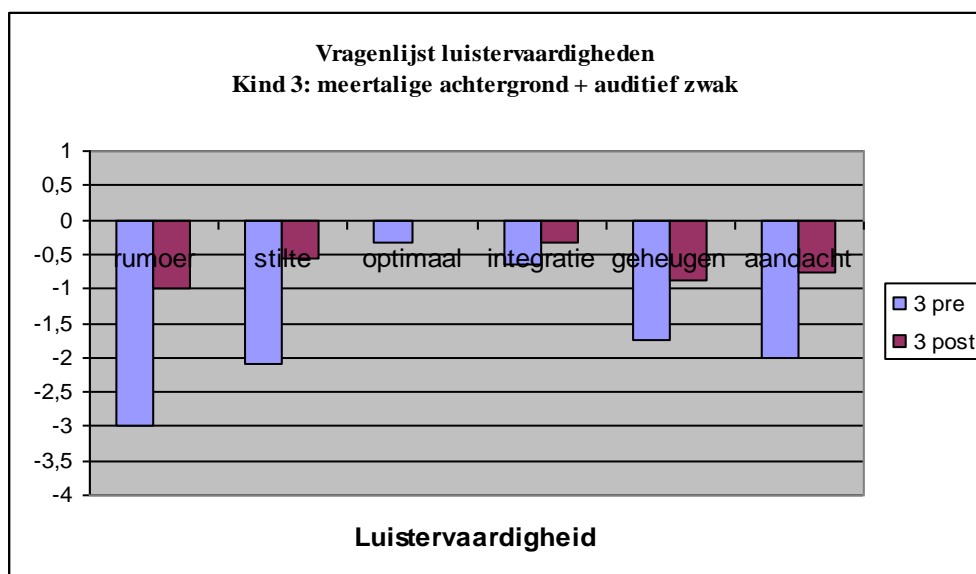 Vragenlijst luistervaardigheden
Kind 3: meertalige achtergrond + auditief zwak
1
0,5
0
-0,5
-1
-1,5
-2
-2,5
-3
-3,5
-4
rumoer stilte optimaal integratie geheugen aandacht
3 pre
3 post
Luistervaardigheid